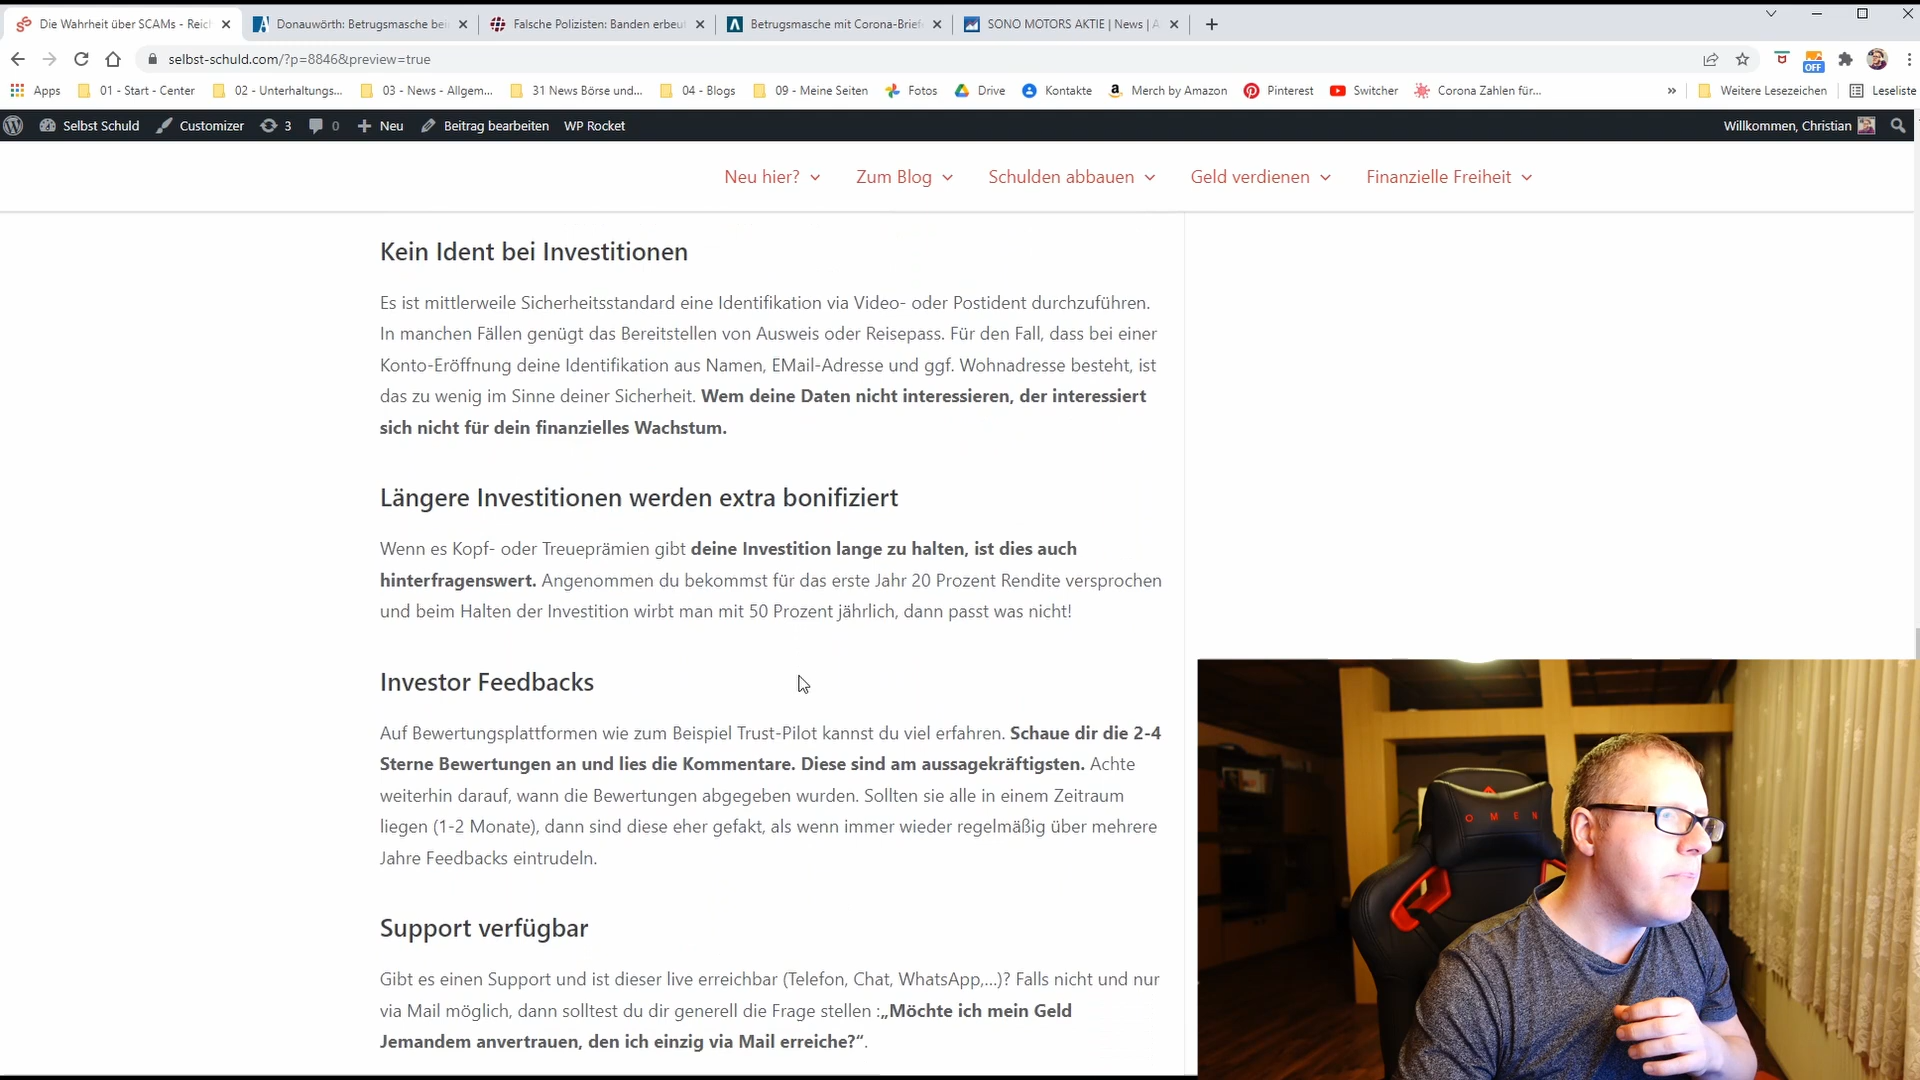 Die Wahrheit über SCAMs - Reich
Donauwörth: Betrugsmasche bei
Falsche Polizisten: Banden erbeu
Betrugsmasche mit Corona-Brief
SONO MOTORS AKTIE | News | A
selbst-schuld.com/?p=8846&preview=true
OFF
Apps
01 - Start - Center
02 - Unterhaltungs...
03 - News - Allgem...
31 News Börse und...
04 - Blogs
09 - Meine Seiten
Fotos
Drive
Kontakte
Merch by Amazon
Pinterest
Switcher
Corona Zahlen für...
»
Weitere Lesezeichen
Leseliste
Selbst Schuld
Customizer
3
0
Neu
Beitrag bearbeiten
WP Rocket
Willkommen, Christian
Neu hier?
Zum Blog
Schulden abbauen
Geld verdienen
Finanzielle Freiheit
Kein Ident bei Investitionen
Es ist mittlerweile Sicherheitsstandard eine Identifikation via Video- oder Postident durchzuführen.
In manchen Fällen genügt das Bereitstellen von Ausweis oder Reisepass. Für den Fall, dass bei einer
Konto-Eröffnung deine Identifikation aus Namen, EMail-Adresse und ggf. Wohnadresse besteht, ist
das zu wenig im Sinne deiner Sicherheit. Wem deine Daten nicht interessieren, der interessiert
sich nicht für dein finanzielles Wachstum.
Längere Investitionen werden extra bonifiziert
Wenn es Kopf- oder Treueprämien gibt deine Investition lange zu halten, ist dies auch
hinterfragenswert. Angenommen du bekommst für das erste Jahr 20 Prozent Rendite versprochen
und beim Halten der Investition wirbt man mit 50 Prozent jährlich, dann passt was nicht!
Investor Feedbacks
Auf Bewertungsplattformen wie zum Beispiel Trust-Pilot kannst du viel erfahren. Schaue dir die 2-4
Sterne Bewertungen an und lies die Kommentare. Diese sind am aussagekräftigsten. Achte
weiterhin darauf, wann die Bewertungen abgegeben wurden. Sollten sie alle in einem Zeitraum
liegen (1-2 Monate), dann sind diese eher gefakt, als wenn immer wieder regelmäßig über mehrere
Jahre Feedbacks eintrudeln.
Support verfügbar
Gibt es einen Support und ist dieser live erreichbar (Telefon, Chat, WhatsApp,...)? Falls nicht und nur
via Mail möglich, dann solltest du dir generell die Frage stellen :„Möchte ich mein Geld
Jemandem anvertrauen, den ich einzig via Mail erreiche?“.
OMEN